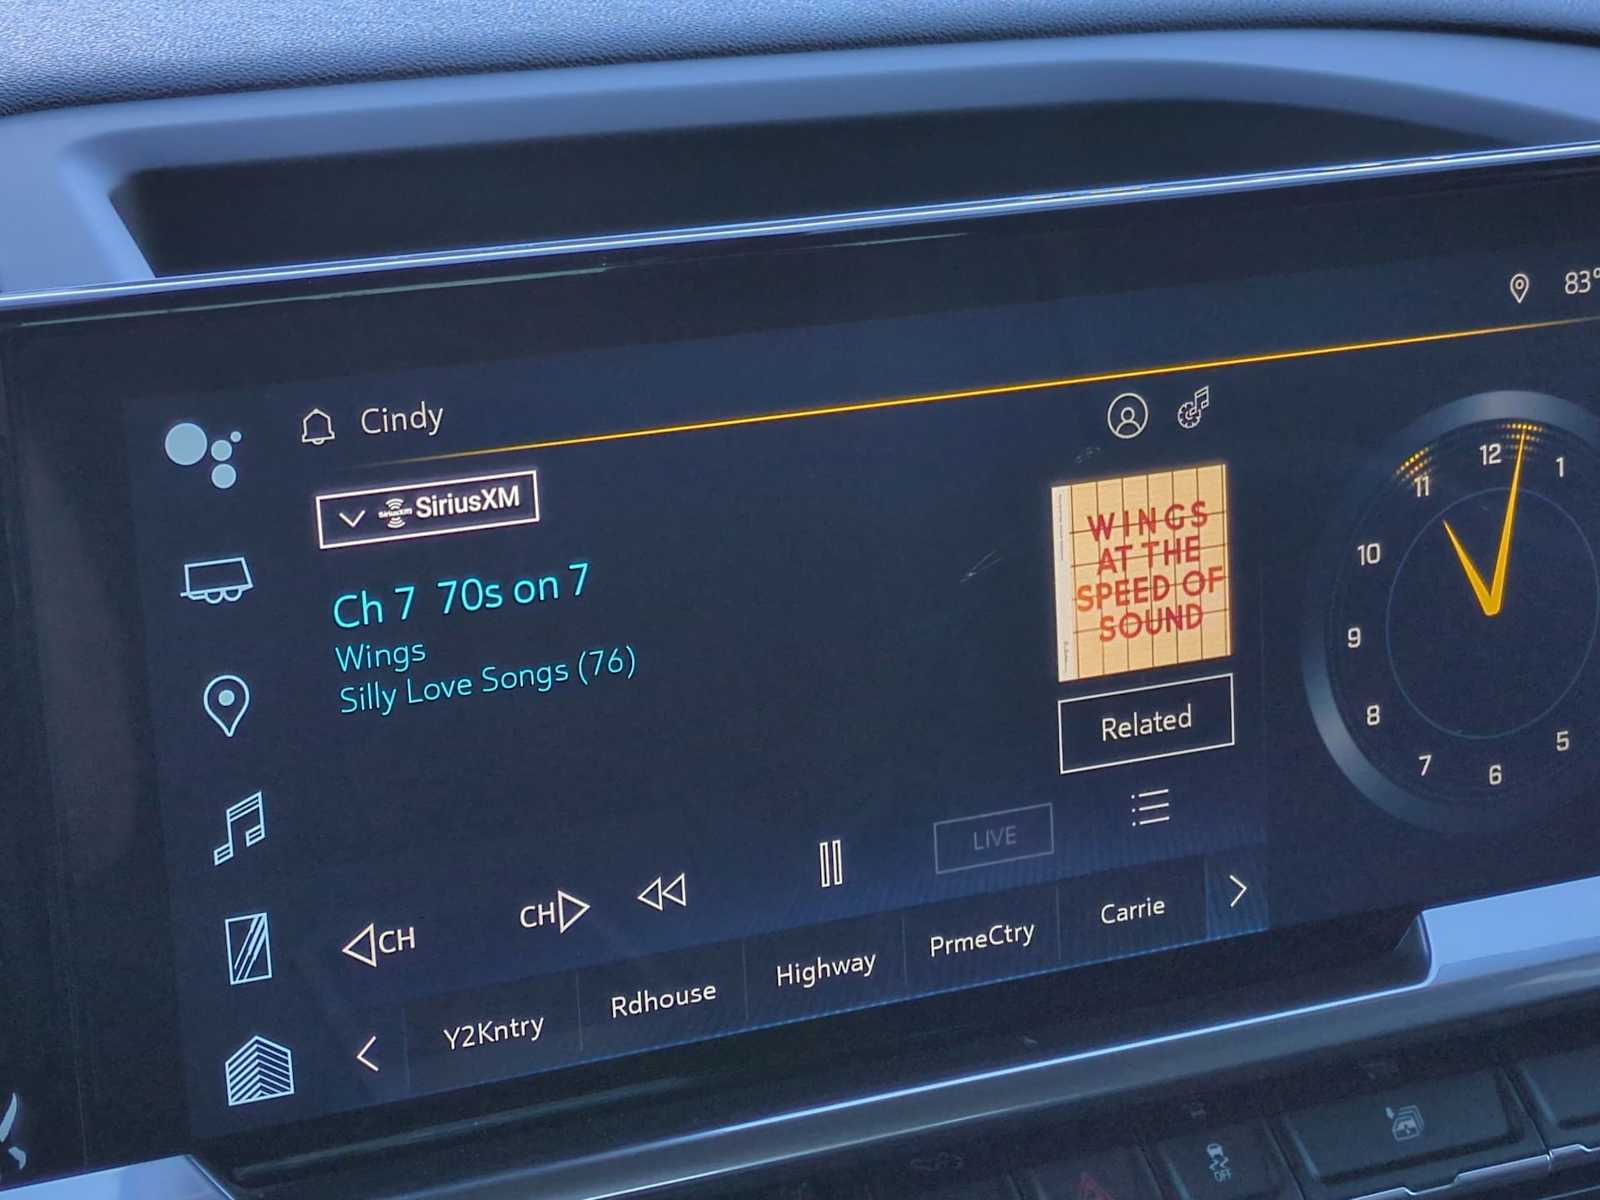 83°
Cindy
SiriusXM
Ch 7 70s on 7
Wings
Silly Love Songs (76)
WINGS
AT THE
SPEED OF
SOUND
Related
LIVE
CH
CH
Y2Kntry
Rdhouse
Highway
PrmeCtry
Carrie
12
1
11
10
9
8
7
6
5
OFF